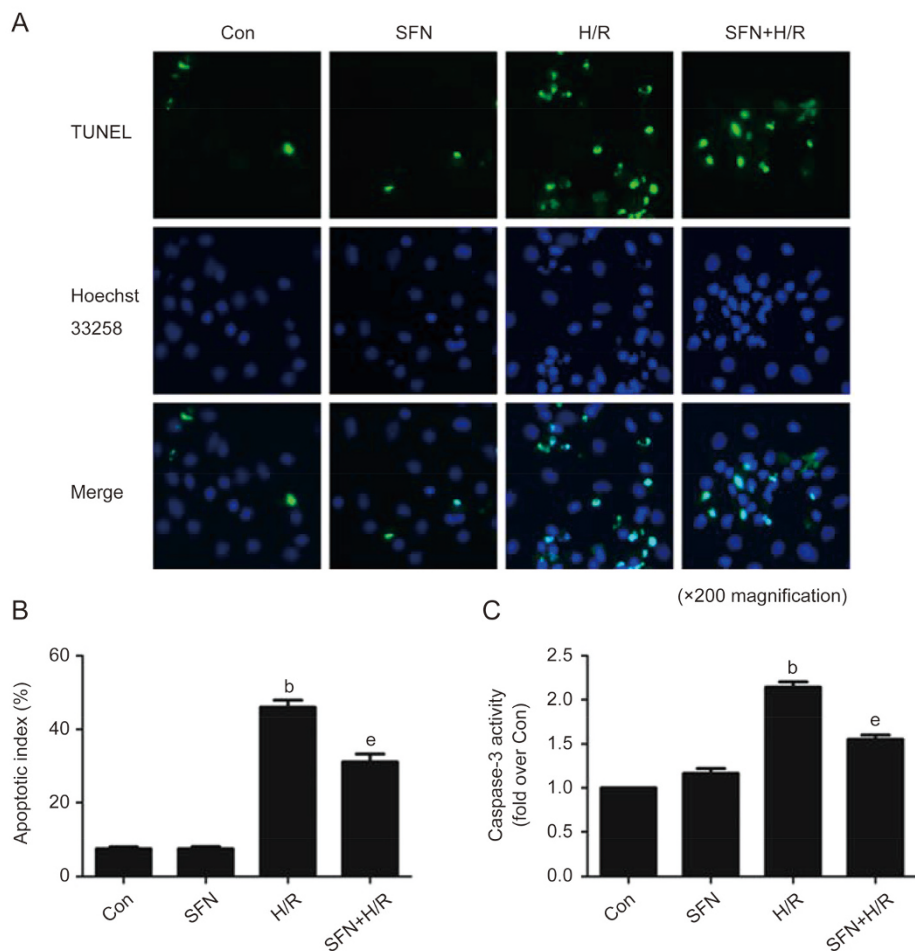 A
Con SFN H/R SFN+H/R
TUNEL
Hoechst
33258
Merge
(×200 magnification)
B
Apoptotic index (%)
60
40
20
0
Con SFN H/R SFN+H/R
b
e
C
Caspase-3 activity
(fold over Con)
2.5
2.0
1.5
1.0
0.5
0.0
Con SFN H/R SFN+H/R
b
e